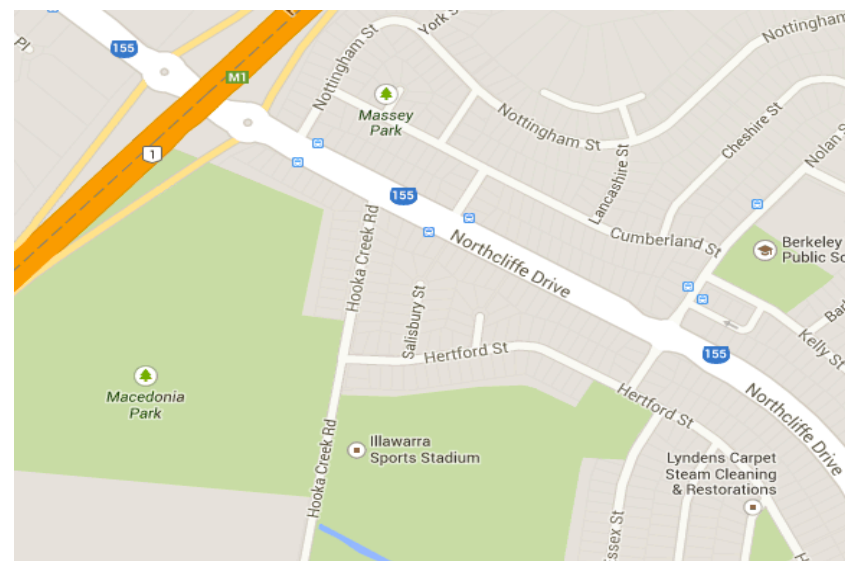 York St
Nottingham St
Nottingham
Pl
155
M1
Massey
Park
Nottingham St
Cheshire St
Nolan St
1
Lancashire St
155
Hooka Creek Rd
Northcliffe Drive
Cumberland St
Berkeley
Public Sc
Salisbury St
Hertford St
Kelly St
155
Macedonia
Park
Hertford St
Northcliffe Drive
Hooka Creek Rd
Illawarra
Sports Stadium
Lyndens Carpet
Steam Cleaning
& Restorations
ssex St
H